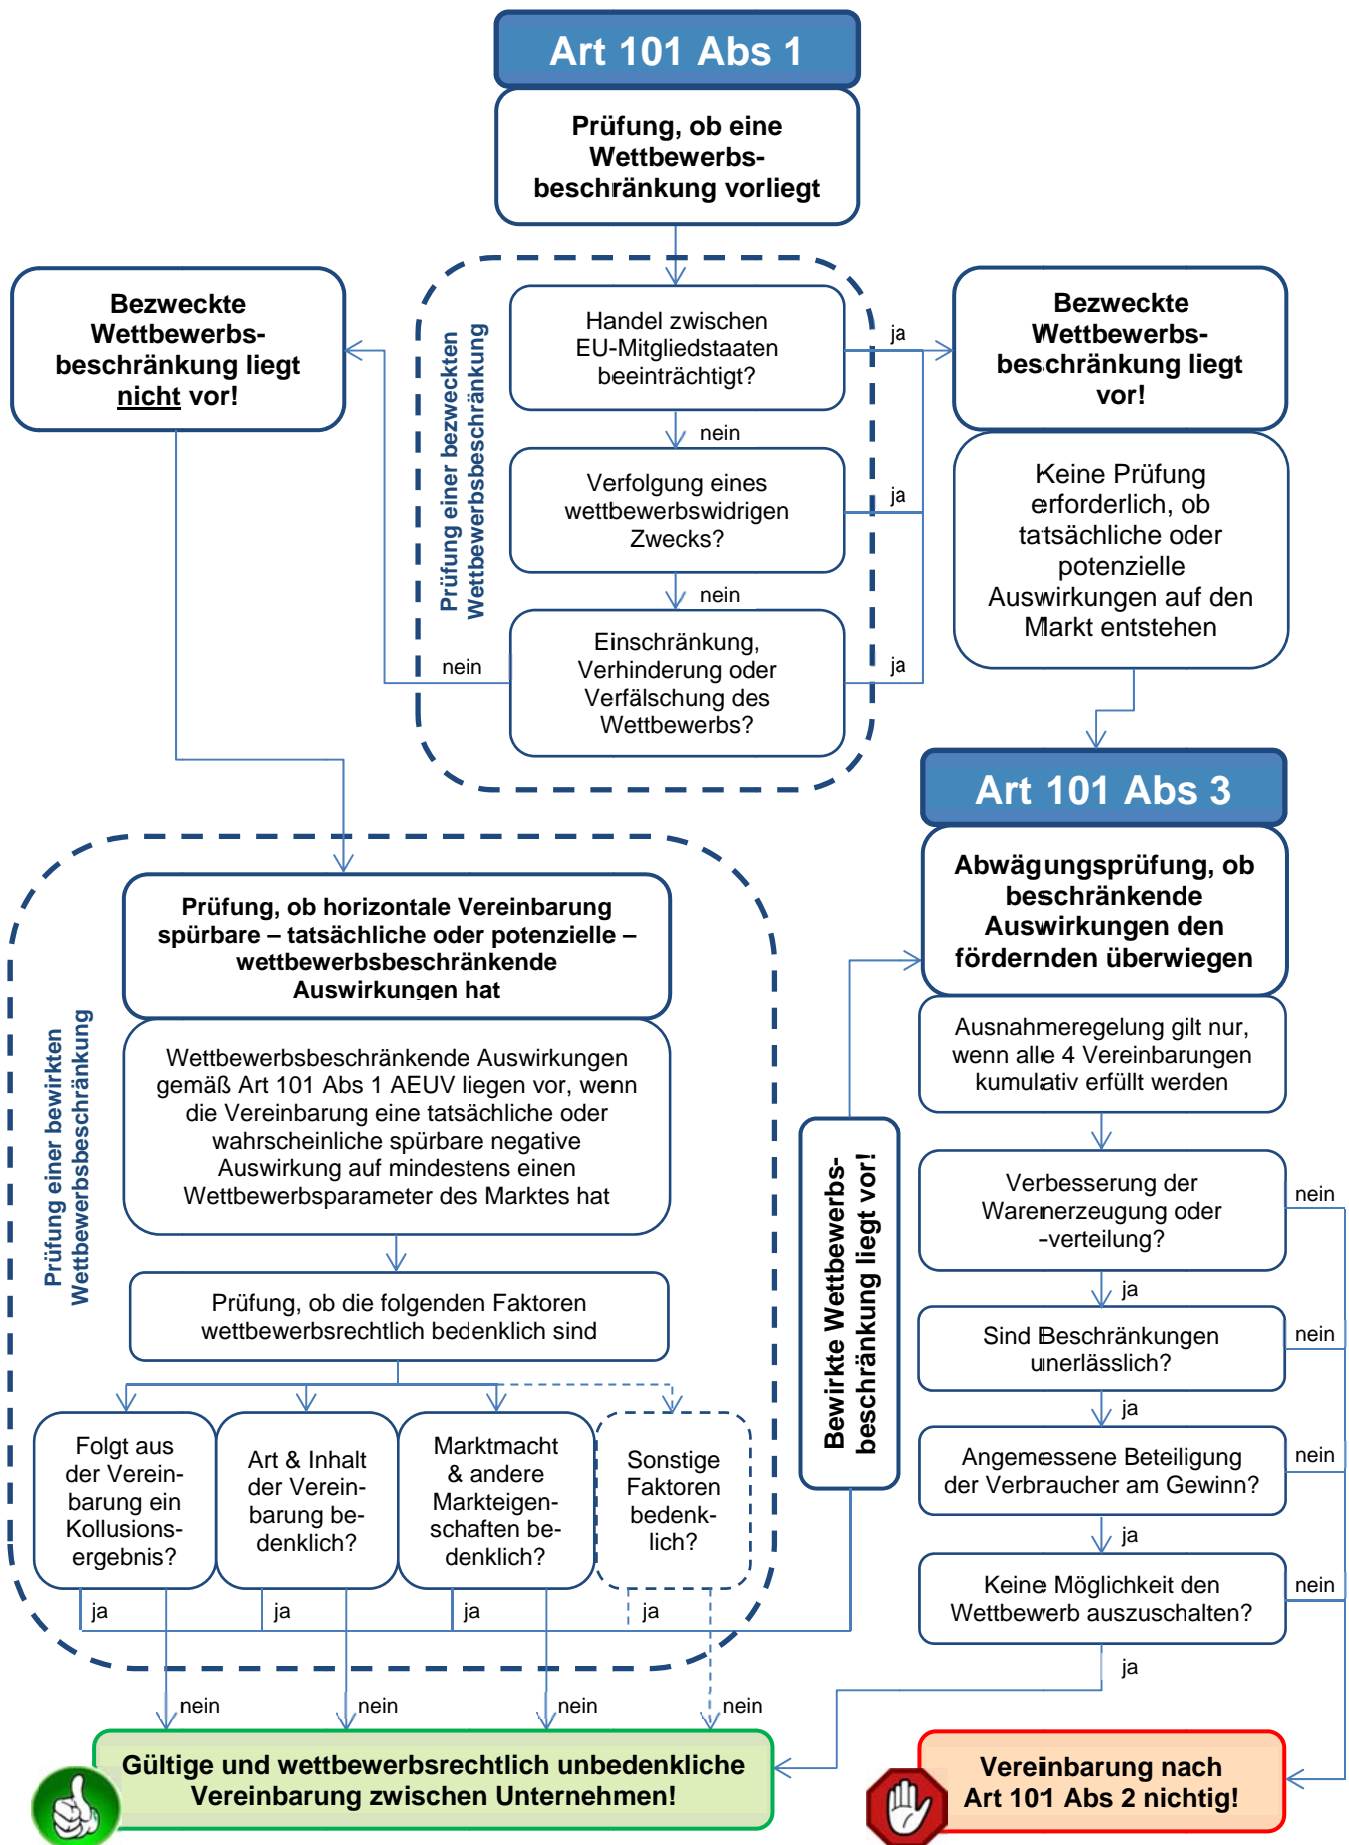 Art 101 Abs 1
Prüfung, ob eine
Wettbewerbs-
beschränkung vorliegt
Bezweckte
Wettbewerbs-
beschränkung liegt
nicht vor!
Prüfung einer bezweckten
Wettbewerbsbeschränkung
Handel zwischen
EU-Mitgliedstaaten
beeinträchtigt?
ja
nein
Verfolgung eines
wettbewerbswidrigen
Zwecks?
ja
nein
Einschränkung,
Verhinderung oder
Verfälschung des
Wettbewerbs?
nein
ja
Bezweckte
Wettbewerbs-
beschränkung liegt
vor!
Keine Prüfung
erforderlich, ob
tatsächliche oder
potenzielle
Auswirkungen auf den
Markt entstehen
Art 101 Abs 3
Abwägungsprüfung, ob
beschränkende
Auswirkungen den
fördernden überwiegen
Ausnahmeregelung gilt nur,
wenn alle 4 Vereinbarungen
kumulativ erfüllt werden
Verbesserung der
Warenerzeugung oder
-verteilung?
nein
ja
Sind Beschränkungen
unerlässlich?
nein
ja
Angemessene Beteiligung
der Verbraucher am Gewinn?
nein
ja
Keine Möglichkeit den
Wettbewerb auszuschalten?
nein
ja
Prüfung einer bewirkten
Wettbewerbsbeschränkung
Prüfung, ob horizontale Vereinbarung
spürbare – tatsächliche oder potenzielle –
wettbewerbsbeschränkende
Auswirkungen hat
Wettbewerbsbeschränkende Auswirkungen
gemäß Art 101 Abs 1 AEUV liegen vor, wenn
die Vereinbarung eine tatsächliche oder
wahrscheinliche spürbare negative
Auswirkung auf mindestens einen
Wettbewerbsparameter des Marktes hat
Prüfung, ob die folgenden Faktoren
wettbewerbsrechtlich bedenklich sind
Folgt aus
der Verein-
barung ein
Kollusions-
ergebnis?
Art & Inhalt
der Verein-
barung be-
denklich?
Marktmacht
& andere
Markteigen-
schaften be-
denklich?
Sonstige
Faktoren
bedenk-
lich?
ja
ja
ja
ja
nein
nein
nein
nein
Bewirkte Wettbewerbs-
beschränkung liegt vor!
Gültige und wettbewerbsrechtlich unbedenkliche
Vereinbarung zwischen Unternehmen!
Vereinbarung nach
Art 101 Abs 2 nichtig!